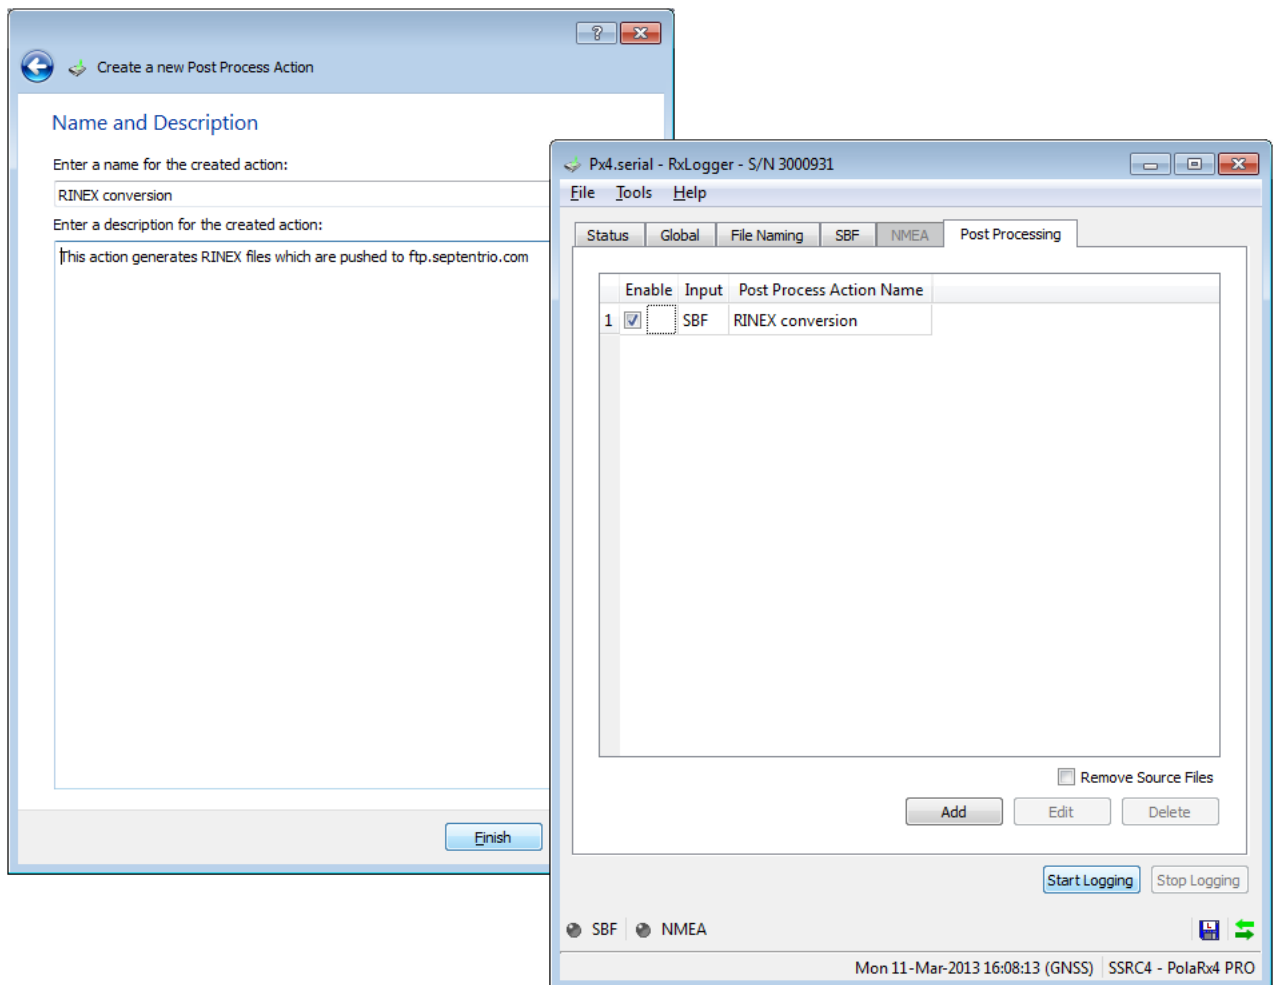 ?
Create a new Post Process Action
Name and Description
Enter a name for the created action:
RINEX conversion
Enter a description for the created action:
This action generates RINEX files which are pushed to ftp.septentrio.com
Finish
Px4.serial - RxLogger - S/N 3000931
File Tools Help
Status Global File Naming SBF NMEA Post Processing
Enable Input Post Process Action Name
1 SBF RINEX conversion
Remove Source Files
Add Edit Delete
Start Logging Stop Logging
SBF NMEA
Mon 11-Mar-2013 16:08:13 (GNSS) SSRC4 - PolaRx4 PRO